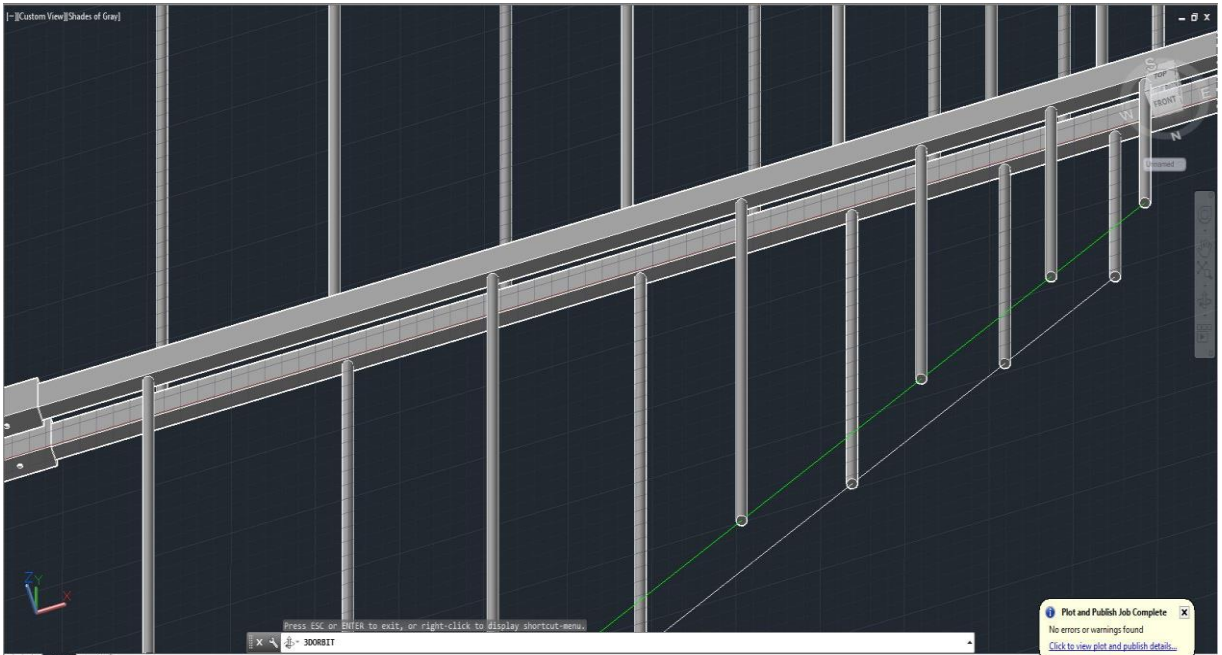 [−][Custom View][Shades of Gray]
S
TOP
E
FRONT
W
N
Unnamed
Z
Y
X
Press ESC or ENTER to exit, or right-click to display shortcut-menu.
3DORBIT
Plot and Publish Job Complete
No errors or warnings found
Click to view plot and publish details...